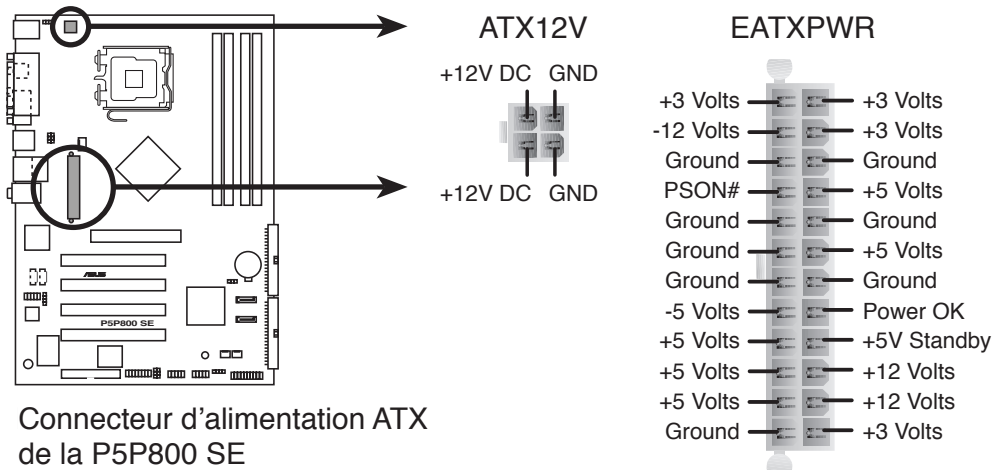 ATX12V
EATXPWR
+12V DC GND
+12V DC GND
+3 Volts +3 Volts
-12 Volts +3 Volts
Ground Ground
PSON# +5 Volts
Ground Ground
Ground +5 Volts
Ground Ground
-5 Volts Power OK
+5 Volts +5V Standby
+5 Volts +12 Volts
+5 Volts +12 Volts
Ground +3 Volts
ASUS
P5P800 SE
Connecteur d’alimentation ATX
de la P5P800 SE